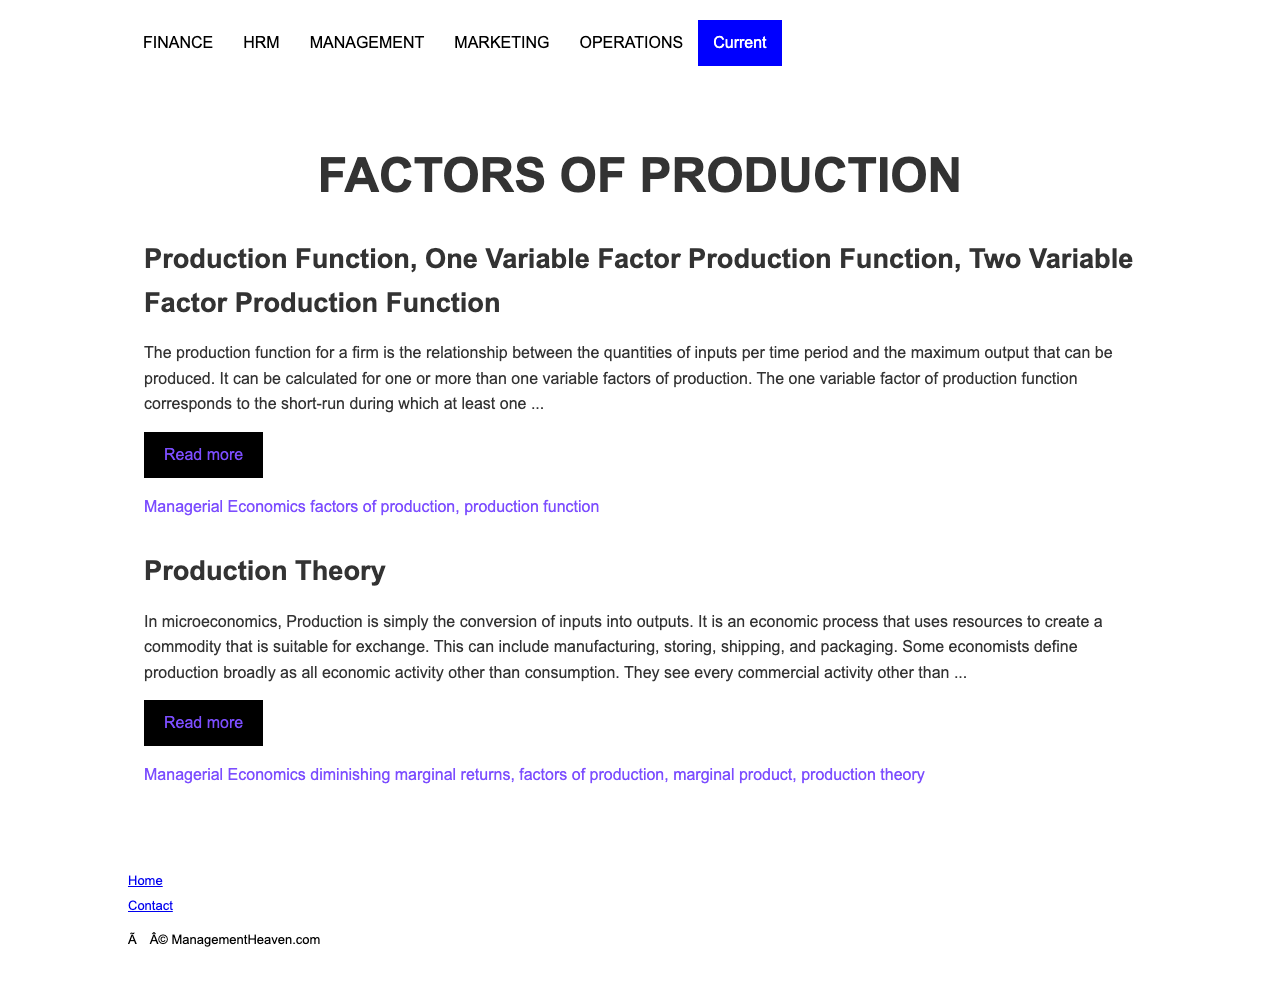 FINANCE HRM MANAGEMENT MARKETING OPERATIONS Current
FACTORS OF PRODUCTION
Production Function, One Variable Factor Production Function, Two Variable
Factor Production Function
The production function for a firm is the relationship between the quantities of inputs per time period and the maximum output that can be
produced. It can be calculated for one or more than one variable factors of production. The one variable factor of production function
corresponds to the short-run during which at least one ...
Read more
Managerial Economics factors of production, production function
Production Theory
In microeconomics, Production is simply the conversion of inputs into outputs. It is an economic process that uses resources to create a
commodity that is suitable for exchange. This can include manufacturing, storing, shipping, and packaging. Some economists define
production broadly as all economic activity other than consumption. They see every commercial activity other than ...
Read more
Managerial Economics diminishing marginal returns, factors of production, marginal product, production theory
Home
Contact
Ã Â© ManagementHeaven.com